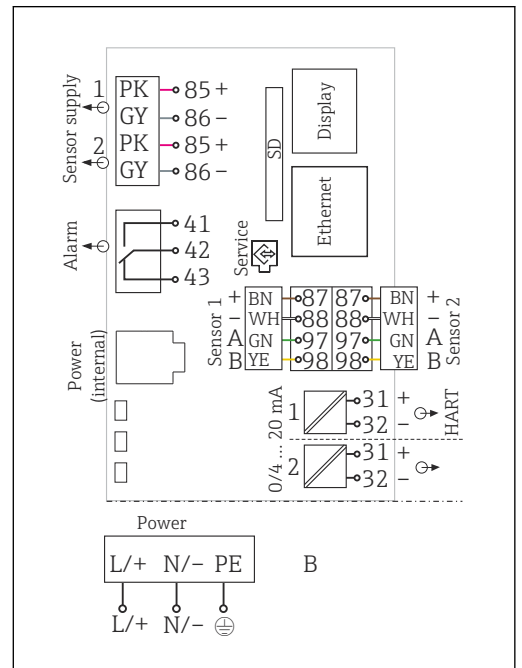 Sensor supply
1 PK 85 +
GY 86 −
2 PK 85 +
GY 86 −
Display
SD
Ethernet
Alarm
41
42
43
Service
Power
(internal)
Sensor 1
+ BN 87 87 BN +
− WH 88 88 WH −
A GN 97 97 GN A
B YE 98 98 YE B
Sensor 2
0/4 ... 20 mA
1 31 +
32 −
HART
2 31 +
32 −
Power
L/+ N/− PE
B
L/+ N/−